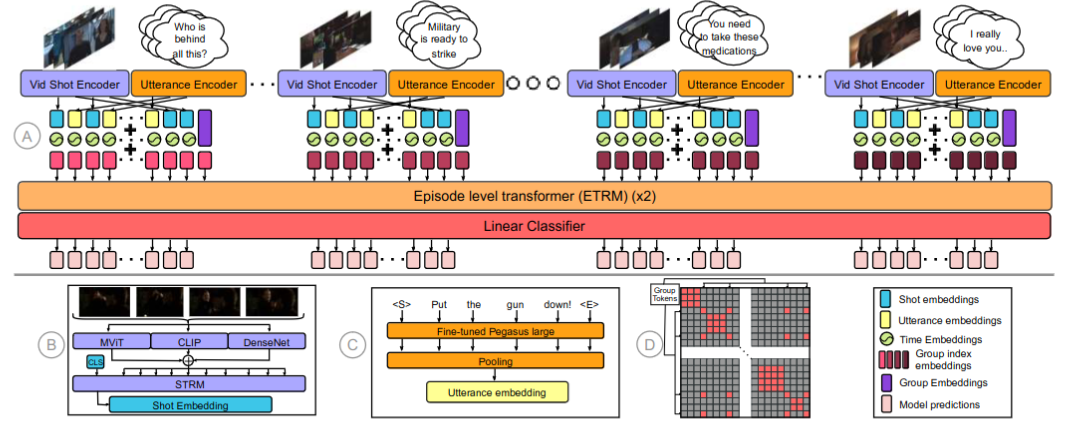 Who is
behind
all this?
Military
is ready to
strike
You need
to take these
medications
I really
love you..
Vid Shot Encoder
Utterance Encoder
Vid Shot Encoder
Utterance Encoder
Vid Shot Encoder
Utterance Encoder
Vid Shot Encoder
Utterance Encoder
A
Episode level transformer (ETRM) (x2)
Linear Classifier
B
MViT
CLIP
DenseNet
CLS
STRM
Shot Embedding
C
<S> Put the gun down! <E>
Fine-tuned Pegasus large
Pooling
Utterance embedding
D
Group
Tokens
Shot embeddings
Utterance embeddings
Time Embeddings
Group index
embeddings
Group Embeddings
Model predictions